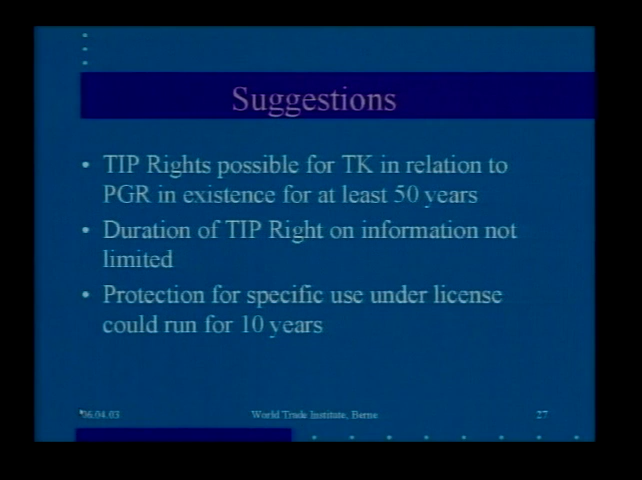 Suggestions
• TIP Rights possible for TK in relation to
PGR in existence for at least 50 years
• Duration of TIP Right on information not
limited
• Protection for specific use under license
could run for 10 years
06.04.03 World Trade Institute, Berne 27